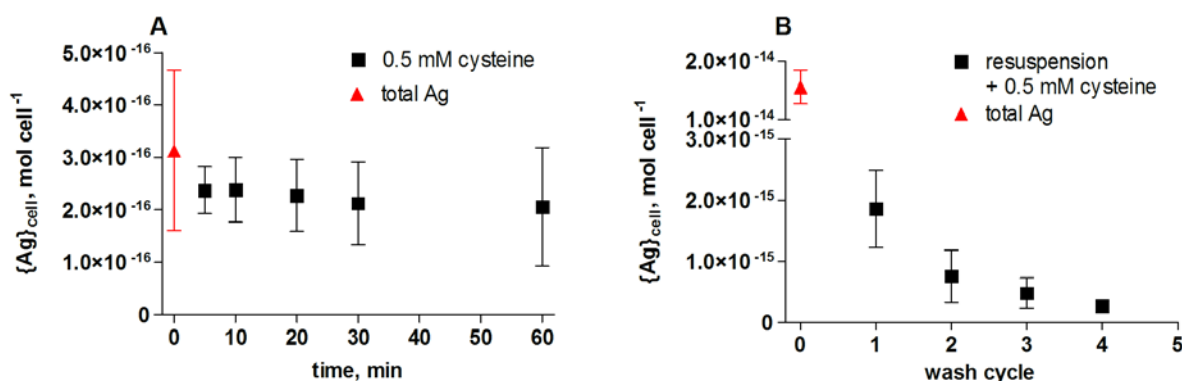 A
5.0×10 -16
4.0×10 -16
3.0×10 -16
2.0×10 -16
1.0×10 -16
0
0 10 20 30 40 50 60
time, min
{Ag}cell, mol cell-1
0.5 mM cysteine
total Ag
B
2.0×10 -14
1.0×10 -14
3.0×10 -15
2.0×10 -15
1.0×10 -15
0
0 1 2 3 4 5
wash cycle
{Ag}cell, mol cell-1
resuspension
+ 0.5 mM cysteine
total Ag